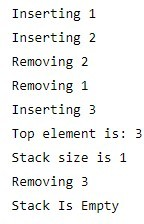 Inserting 1
Inserting 2
Removing 2
Removing 1
Inserting 3
Top element is: 3
Stack size is 1
Removing 3
Stack Is Empty